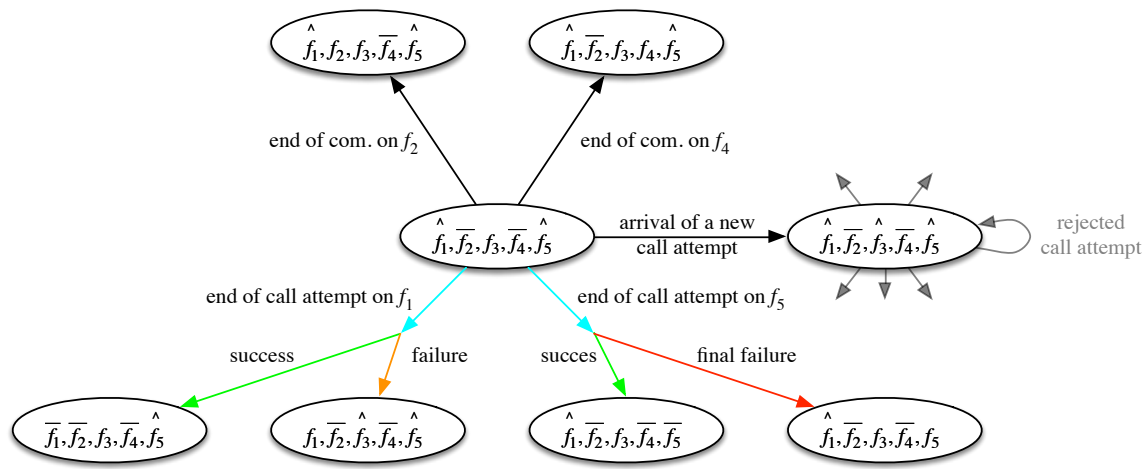 f̂₁, f₂, f₃, f̅₄, f̂₅
f̂₁, f̅₂, f₃, f₄, f̂₅
end of com. on f₂
end of com. on f₄
f̂₁, f̅₂, f₃, f̅₄, f̂₅
arrival of a new
call attempt
f̂₁, f̅₂, f̂₃, f̅₄, f̂₅
rejected
call attempt
end of call attempt on f₁
end of call attempt on f₅
success
failure
succes
final failure
f̅₁, f̅₂, f₃, f̅₄, f̂₅
f₁, f̅₂, f̂₃, f̅₄, f̂₅
f̂₁, f̅₂, f₃, f̅₄, f̅₅
f̂₁, f̅₂, f₃, f̅₄, f₅